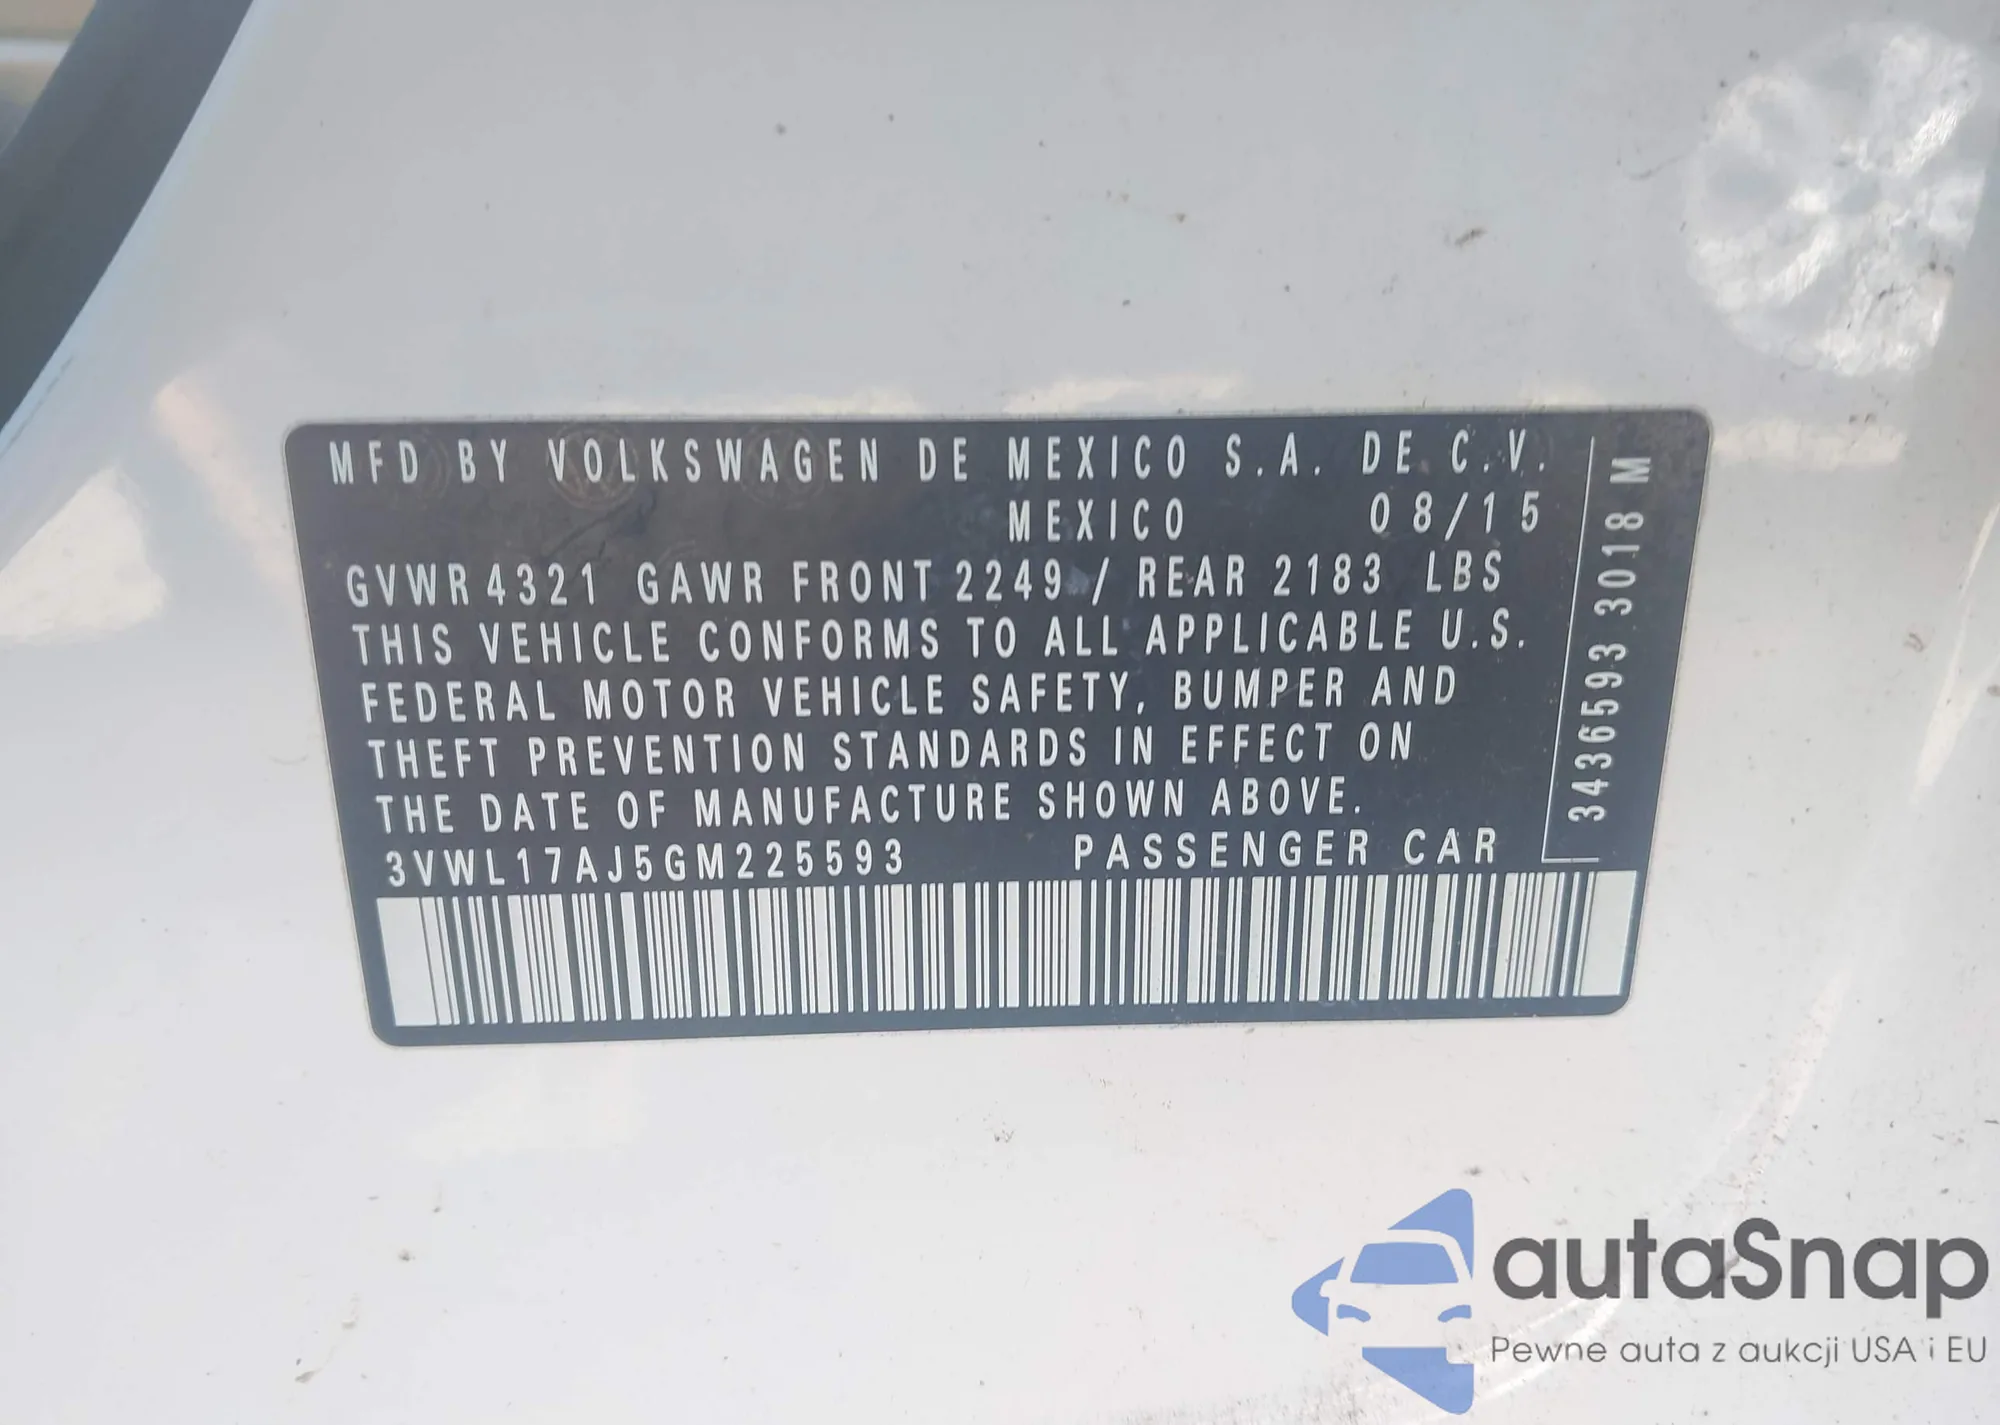 MFD BY VOLKSWAGEN DE MEXICO S.A. DE C.V.
MEXICO 08/15
GVWR 4321 GAWR FRONT 2249 / REAR 2183 LBS
THIS VEHICLE CONFORMS TO ALL APPLICABLE U.S.
FEDERAL MOTOR VEHICLE SAFETY, BUMPER AND
THEFT PREVENTION STANDARDS IN EFFECT ON
THE DATE OF MANUFACTURE SHOWN ABOVE.
3VWL17AJ5GM225593 PASSENGER CAR
34365593 3018 M
autaSnap
Pewne auta z aukcji USA i EU